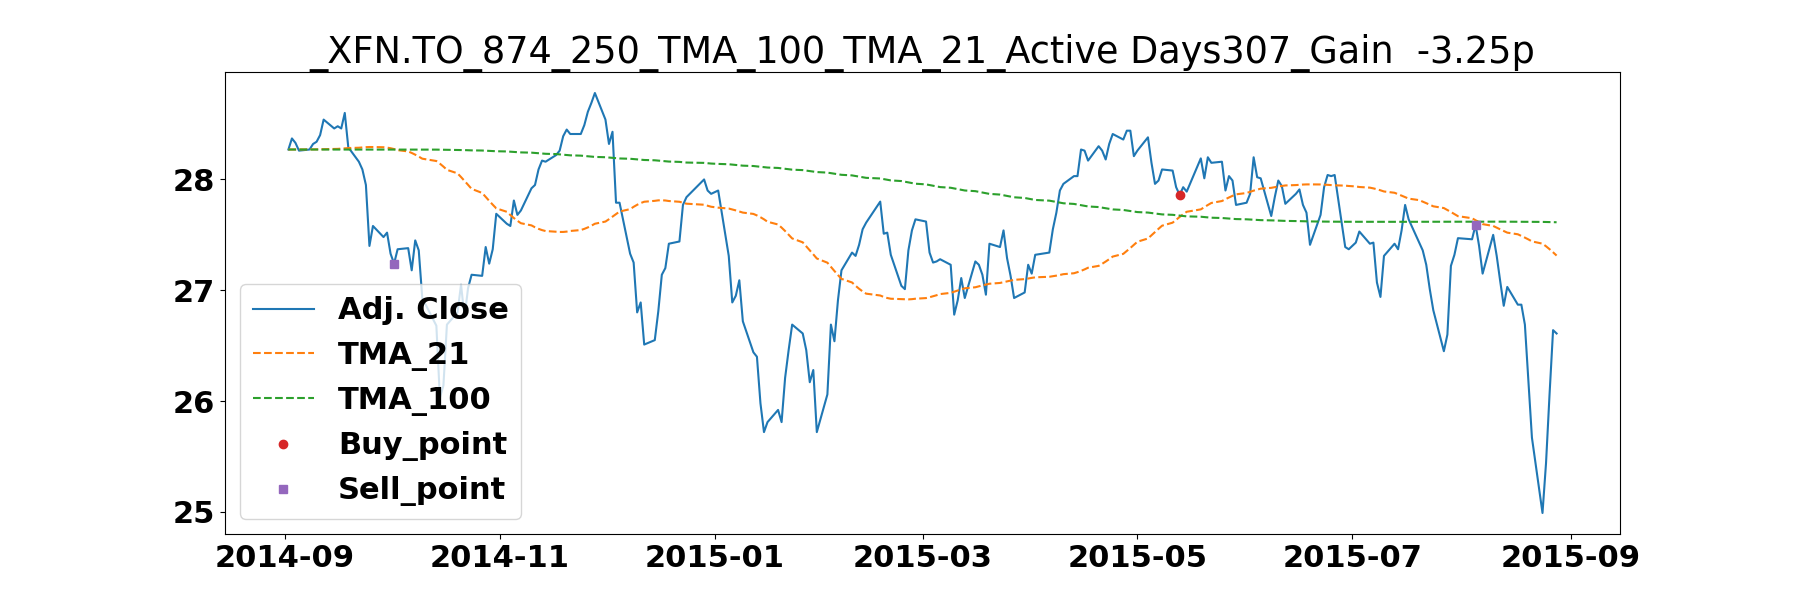 _XFN.TO_874_250_TMA_100_TMA_21_Active Days307_Gain  -3.25p
28
27
26
25
Adj. Close
TMA_21
TMA_100
Buy_point
Sell_point
2014-09 2014-11 2015-01 2015-03 2015-05 2015-07 2015-09